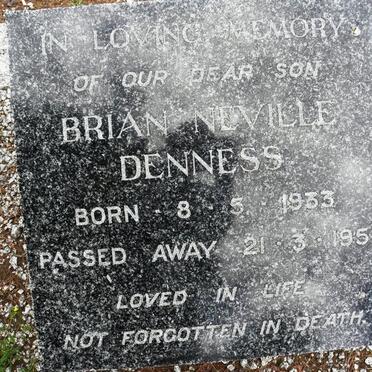 IN LOVING MEMORY
OF OUR DEAR SON
BRIAN NEVILLE
DENNESS
BORN - 8 - 5 - 1933
PASSED AWAY 21 - 3 - 195
LOVED IN LIFE
NOT FORGOTTEN IN DEATH.